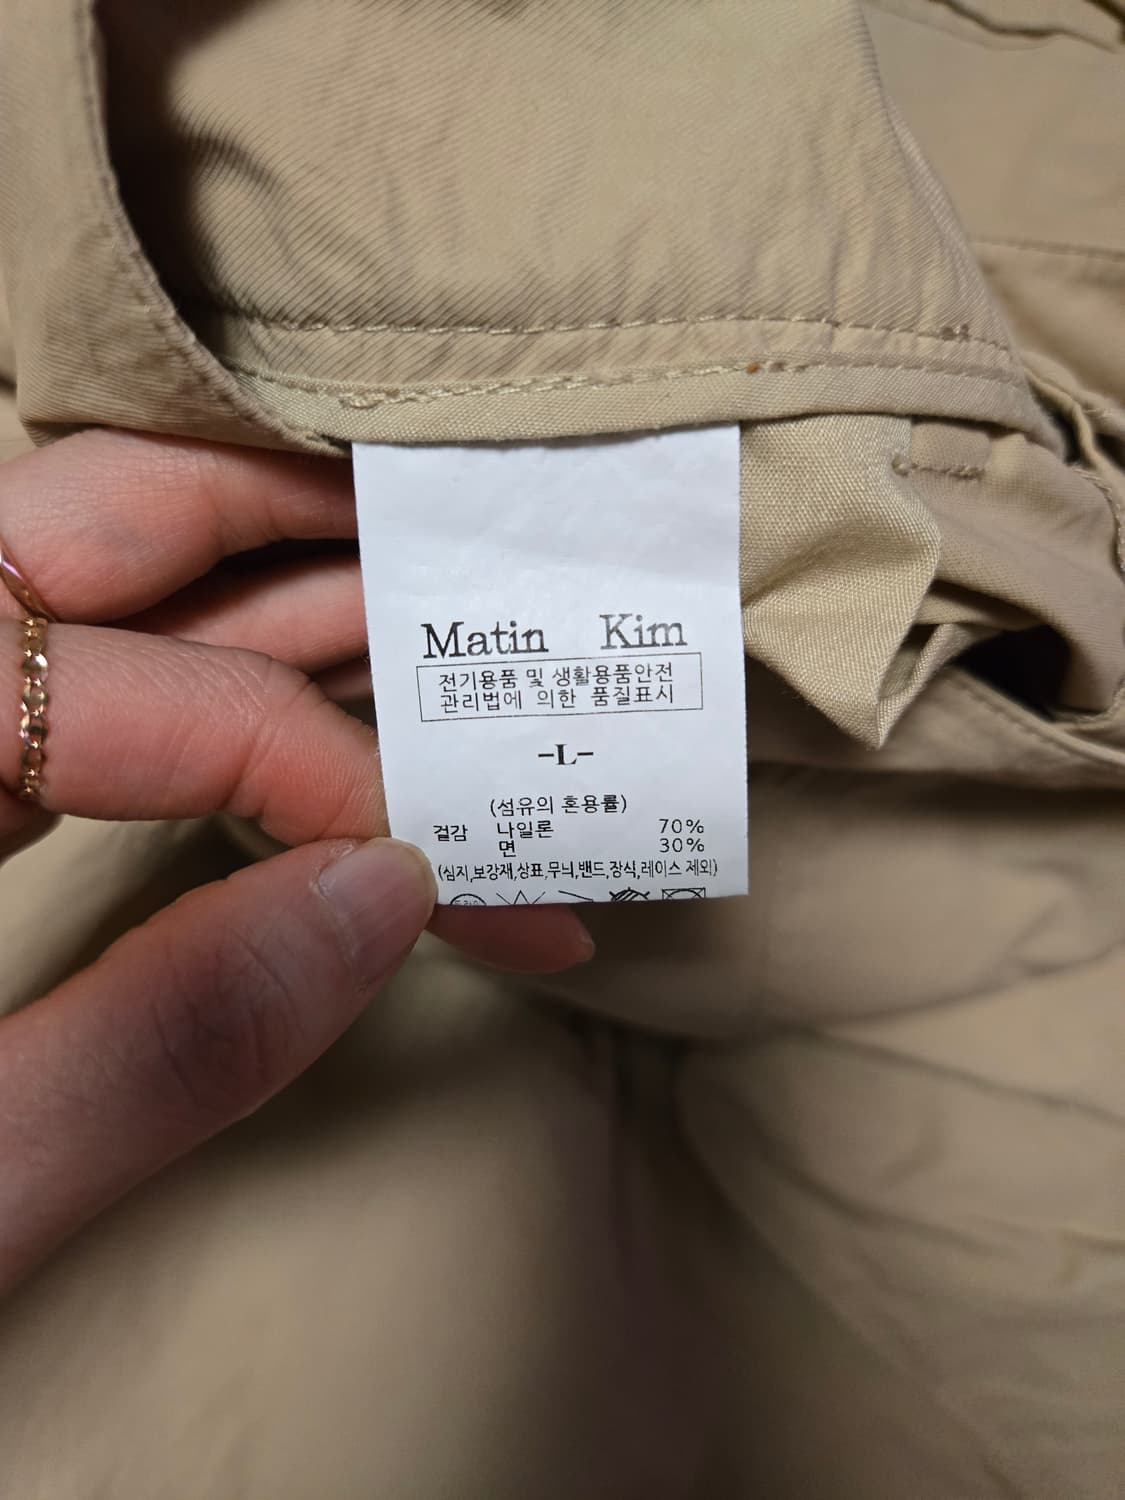 Matin Kim
전기용품 및 생활용품안전
관리법에 의한 품질표시
-L-
(섬유의 혼용률)
겉감 나일론 70%
면 30%
(심지,보강재,상표,무늬,밴드,장식,레이스 제외)